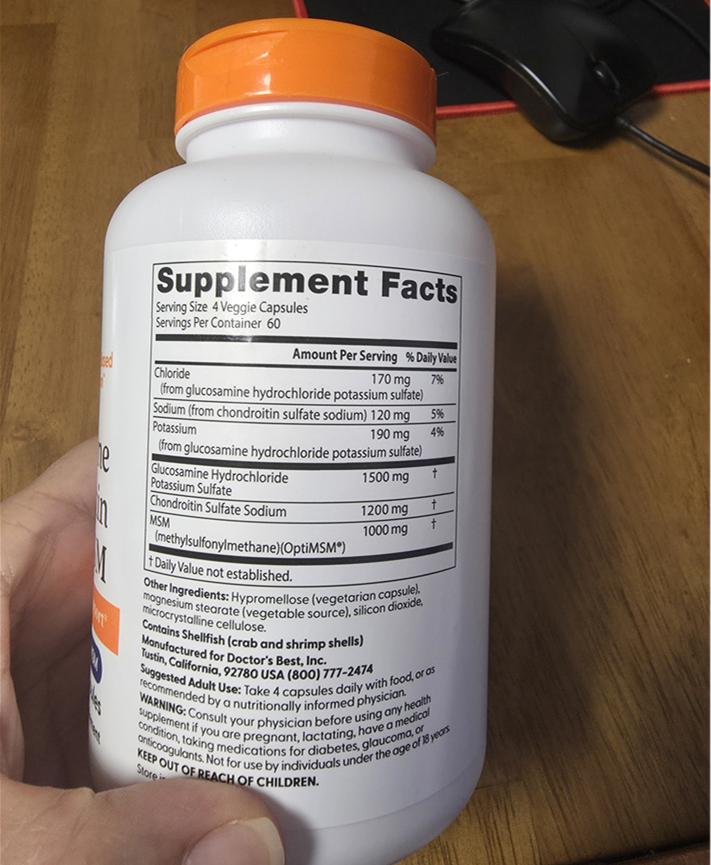 Supplement Facts
Serving Size 4 Veggie Capsules
Servings Per Container 60
Amount Per Serving % Daily Value
Chloride 170 mg 7%
(from glucosamine hydrochloride potassium sulfate)
Sodium (from chondroitin sulfate sodium) 120 mg 5%
Potassium 190 mg 4%
(from glucosamine hydrochloride potassium sulfate)
Glucosamine Hydrochloride 1500 mg †
Potassium Sulfate
Chondroitin Sulfate Sodium 1200 mg †
MSM 1000 mg †
(methylsulfonylmethane)(OptiMSM®)
† Daily Value not established.
Other Ingredients: Hypromellose (vegetarian capsule),
magnesium stearate (vegetable source), silicon dioxide,
microcrystalline cellulose.
Contains Shellfish (crab and shrimp shells)
Manufactured for Doctor's Best, Inc.
Tustin, California, 92780 USA (800) 777-2474
Suggested Adult Use: Take 4 capsules daily with food, or as
recommended by a nutritionally informed physician.
WARNING: Consult your physician before using any health
supplement if you are pregnant, lactating, have a medical
condition, taking medications for diabetes, glaucoma, or
anticoagulants. Not for use by individuals under the age of 18 years.
KEEP OUT OF REACH OF CHILDREN.
Store